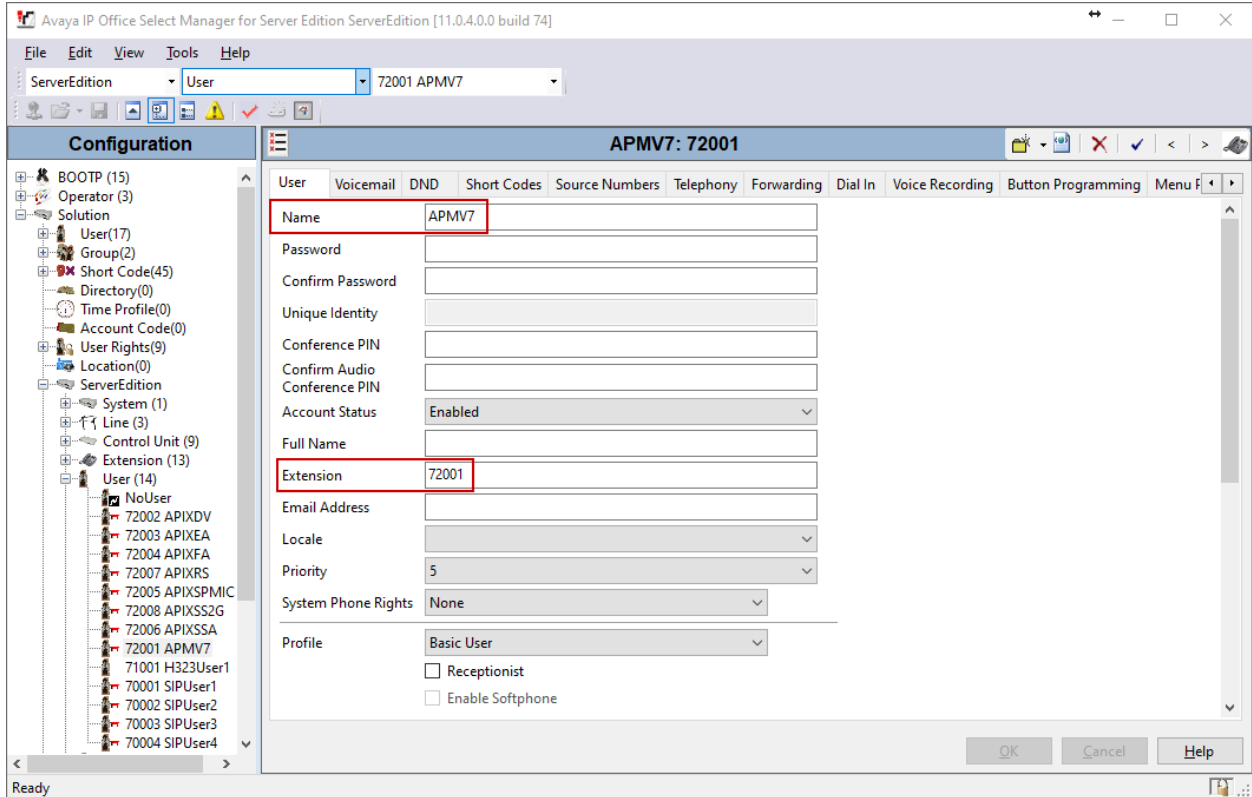 Avaya IP Office Select Manager for Server Edition ServerEdition [11.0.4.0.0 build 74]
File Edit View Tools Help
ServerEdition User 72001 APMV7
Configuration
BOOTP (15)
Operator (3)
Solution
User(17)
Group(2)
Short Code(45)
Directory(0)
Time Profile(0)
Account Code(0)
User Rights(9)
Location(0)
ServerEdition
System (1)
Line (3)
Control Unit (9)
Extension (13)
User (14)
NoUser
72002 APIXDV
72003 APIXEA
72004 APIXFA
72007 APIXRS
72005 APIXSPMIC
72008 APIXSS2G
72006 APIXSSA
72001 APMV7
71001 H323User1
70001 SIPUser1
70002 SIPUser2
70003 SIPUser3
70004 SIPUser4
APMV7: 72001
User Voicemail DND Short Codes Source Numbers Telephony Forwarding Dial In Voice Recording Button Programming Menu
Name APMV7
Password
Confirm Password
Unique Identity
Conference PIN
Confirm Audio
Conference PIN
Account Status Enabled
Full Name
Extension 72001
Email Address
Locale
Priority 5
System Phone Rights None
Profile Basic User
Receptionist
Enable Softphone
OK Cancel Help
Ready